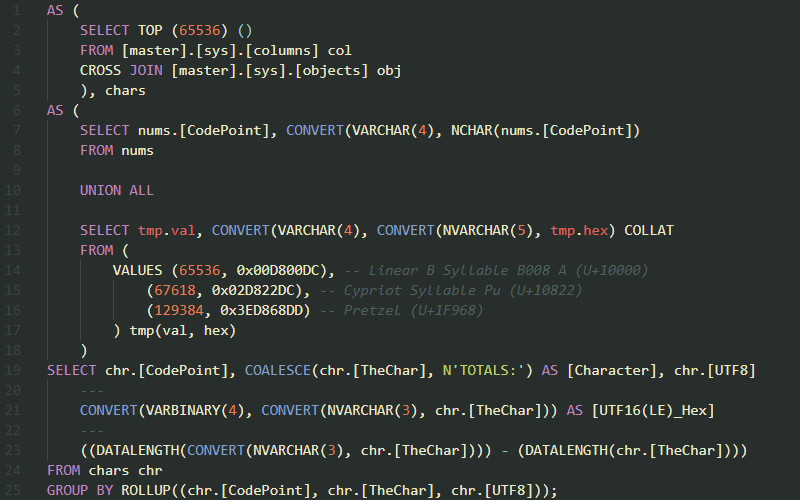 1 AS (
2 SELECT TOP (65536) ()
3 FROM [master].[sys].[columns] col
4 CROSS JOIN [master].[sys].[objects] obj
5 ), chars
6 AS (
7 SELECT nums.[CodePoint], CONVERT(VARCHAR(4), NCHAR(nums.[CodePoint])
8 FROM nums
9
10 UNION ALL
11
12 SELECT tmp.val, CONVERT(VARCHAR(4), CONVERT(NVARCHAR(5), tmp.hex) COLLAT
13 FROM (
14 VALUES (65536, 0x00D800DC), -- Linear B Syllable B008 A (U+10000)
15 (67618, 0x02D822DC), -- Cypriot Syllable Pu (U+10822)
16 (129384, 0x3ED868DD) -- Pretzel (U+1F968)
17 ) tmp(val, hex)
18 )
19 SELECT chr.[CodePoint], COALESCE(chr.[TheChar], N'TOTALS:') AS [Character], chr.[UTF8]
20 ---
21 CONVERT(VARBINARY(4), CONVERT(NVARCHAR(3), chr.[TheChar])) AS [UTF16(LE)_Hex]
22 ---
23 ((DATALENGTH(CONVERT(NVARCHAR(3), chr.[TheChar]))) - (DATALENGTH(chr.[TheChar])))
24 FROM chars chr
25 GROUP BY ROLLUP((chr.[CodePoint], chr.[TheChar], chr.[UTF8]));